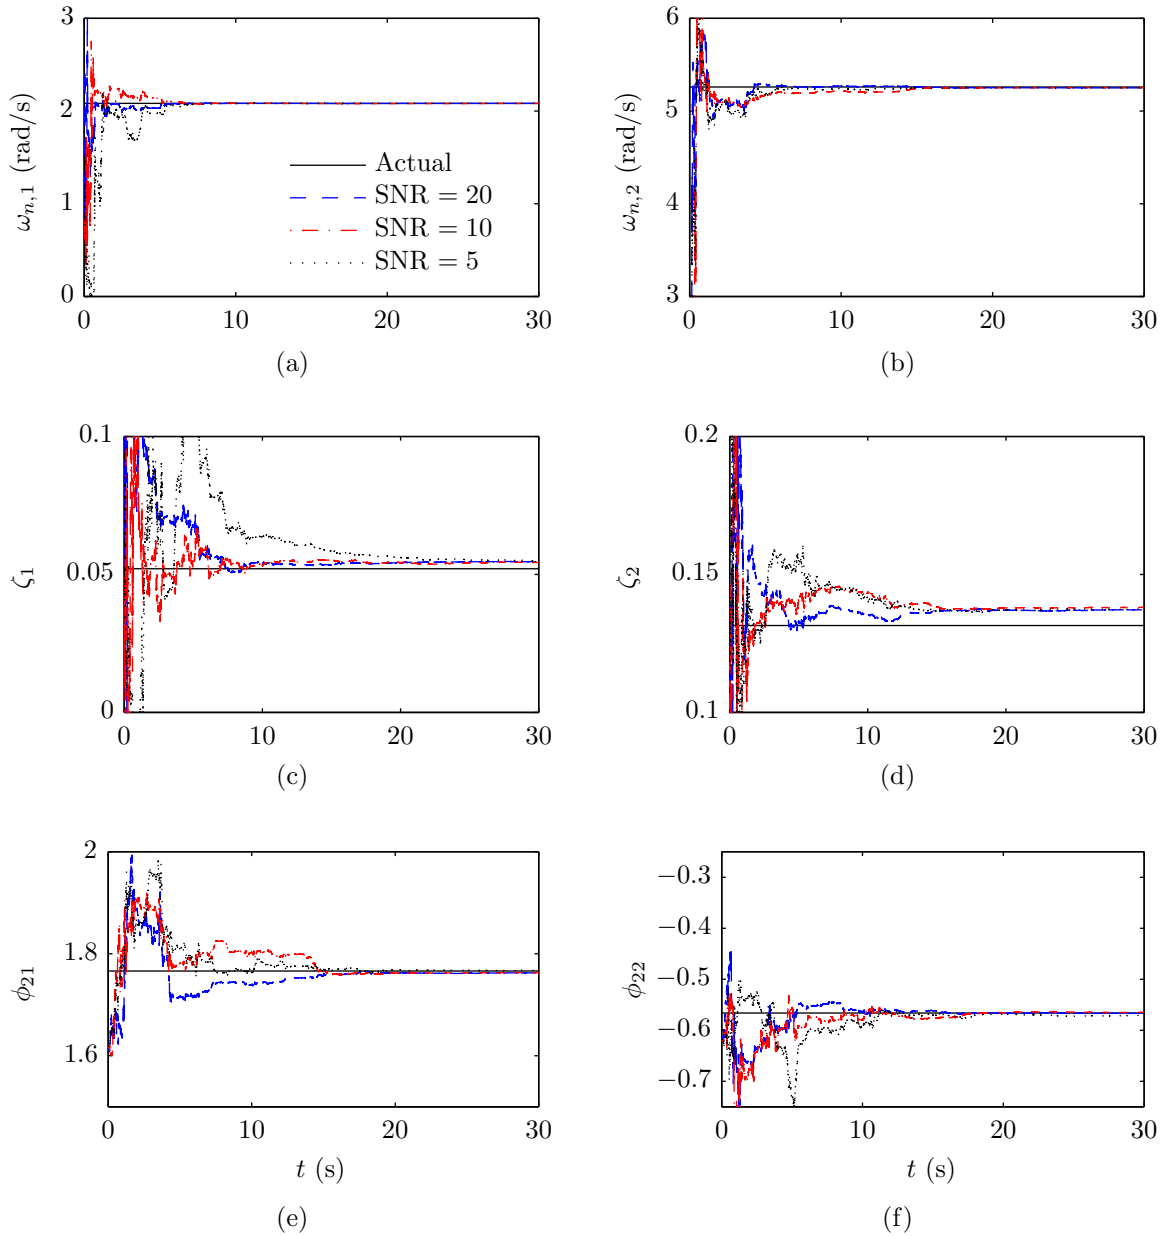 3
2
1
0
ω_{n,1} (rad/s)
Actual
SNR = 20
SNR = 10
SNR = 5
0 10 20 30
(a)
6
5
4
3
ω_{n,2} (rad/s)
0 10 20 30
(b)
0.1
0.05
0
ζ_1
0 10 20 30
(c)
0.2
0.15
0.1
ζ_2
0 10 20 30
(d)
2
1.8
1.6
ϕ_{21}
0 10 20 30
t (s)
(e)
−0.3
−0.4
−0.5
−0.6
−0.7
ϕ_{22}
0 10 20 30
t (s)
(f)